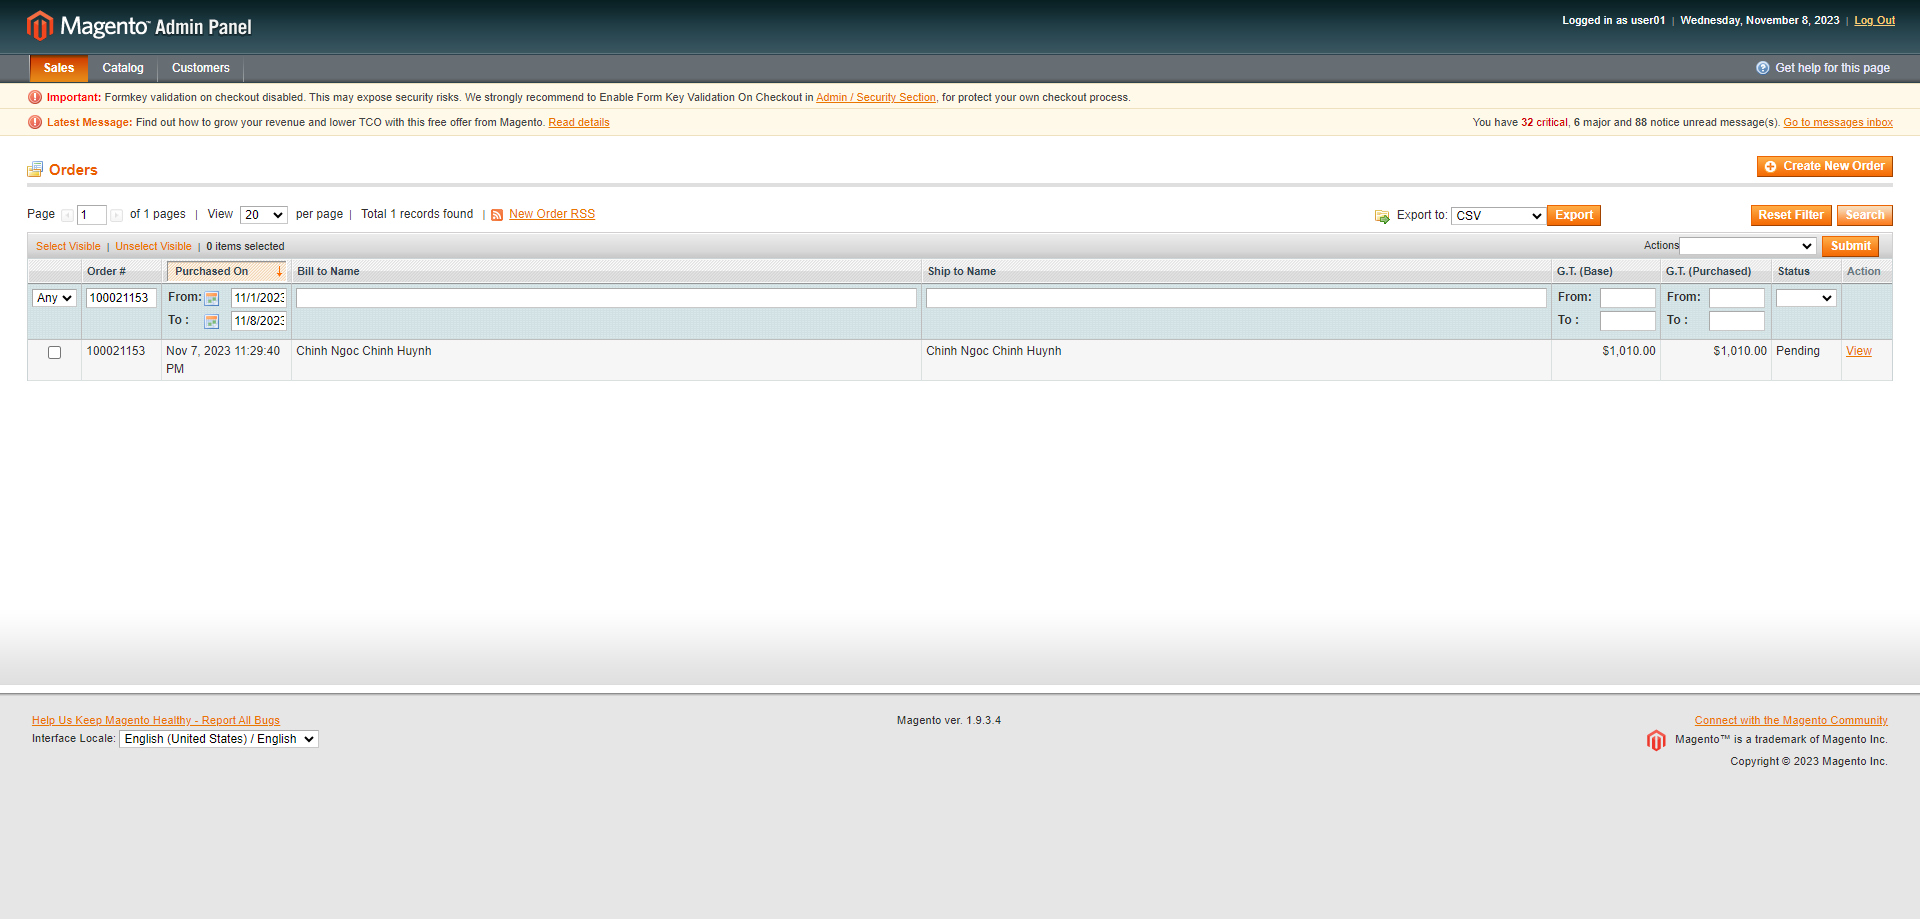 Magento™ Admin Panel
Logged in as user01 | Wednesday, November 8, 2023 | Log Out
Sales Catalog Customers
Get help for this page
Important: Formkey validation on checkout disabled. This may expose security risks. We strongly recommend to Enable Form Key Validation On Checkout in Admin / Security Section, for protect your own checkout process.
Latest Message: Find out how to grow your revenue and lower TCO with this free offer from Magento. Read details
You have 32 critical, 6 major and 88 notice unread message(s). Go to messages inbox
Orders
Create New Order
Page 1 of 1 pages | View 20 per page | Total 1 records found | New Order RSS
Export to: CSV Export
Reset Filter Search
Select Visible | Unselect Visible | 0 items selected
Actions Submit
Order # Purchased On Bill to Name Ship to Name G.T. (Base) G.T. (Purchased) Status Action
Any 100021153 From: 11/1/2023 From: From:
To : 11/8/2023 To : To :
100021153 Nov 7, 2023 11:29:40 Chinh Ngoc Chinh Huynh Chinh Ngoc Chinh Huynh $1,010.00 $1,010.00 Pending View
PM
Help Us Keep Magento Healthy - Report All Bugs
Interface Locale: English (United States) / English
Magento ver. 1.9.3.4
Connect with the Magento Community
Magento™ is a trademark of Magento Inc.
Copyright © 2023 Magento Inc.